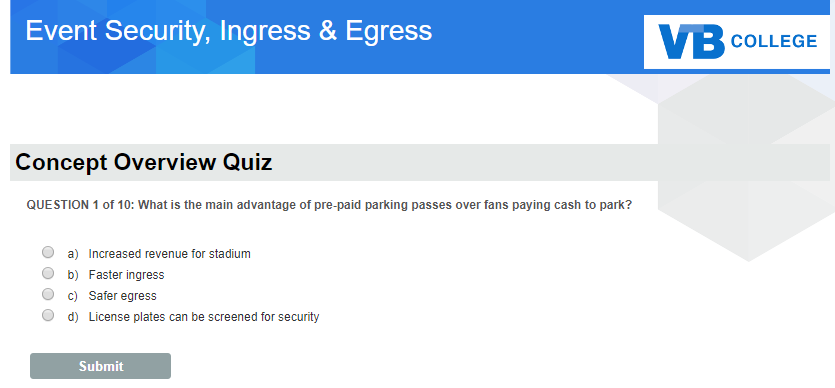 Event Security, Ingress & Egress
VB COLLEGE
Concept Overview Quiz
QUESTION 1 of 10: What is the main advantage of pre-paid parking passes over fans paying cash to park?
a) Increased revenue for stadium
b) Faster ingress
c) Safer egress
d) License plates can be screened for security
Submit